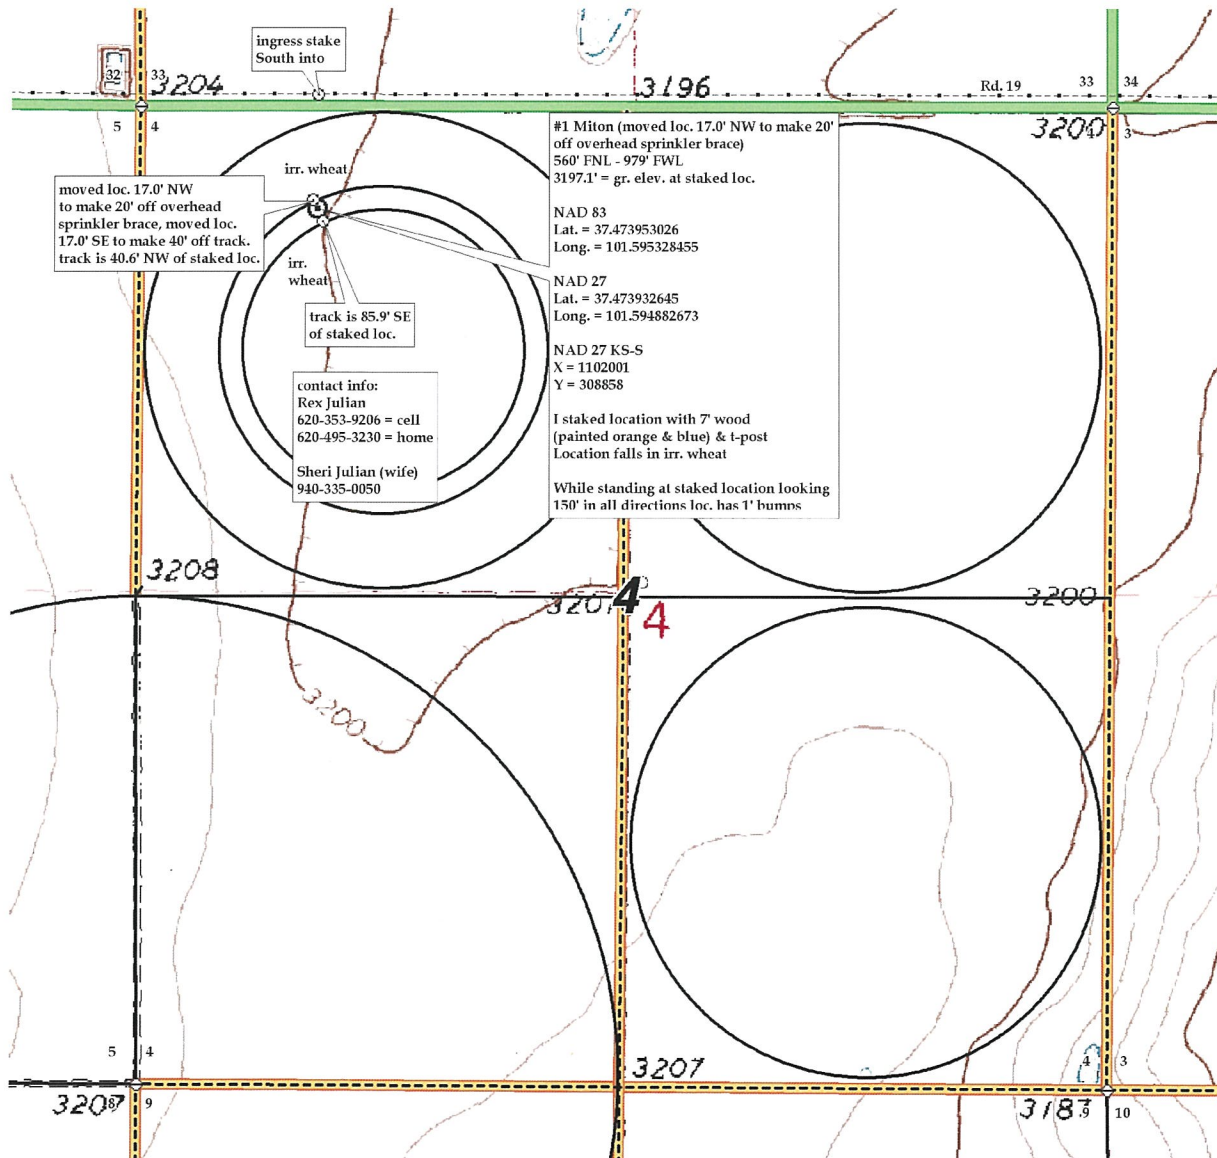 ingress stake
South into
32 33
3204
3196
Rd. 19
33 34
5 4
3200
3
irr. wheat
moved loc. 17.0' NW
to make 20' off overhead
sprinkler brace, moved loc.
17.0' SE to make 40' off track.
track is 40.6' NW of staked loc.
irr.
wheat
track is 85.9' SE
of staked loc.
#1 Miton (moved loc. 17.0' NW to make 20'
off overhead sprinkler brace)
560' FNL - 979' FWL
3197.1' = gr. elev. at staked loc.
NAD 83
Lat. = 37.473953026
Long. = 101.595328455
NAD 27
Lat. = 37.473932645
Long. = 101.594882673
NAD 27 KS-S
X = 1102001
Y = 308858
I staked location with 7' wood
(painted orange & blue) & t-post
Location falls in irr. wheat
While standing at staked location looking
150' in all directions loc. has 1' bumps
contact info:
Rex Julian
620-353-9206 = cell
620-495-3230 = home
Sheri Julian (wife)
940-335-0050
3208
4
4
3200
3200
5 4
4 3
3207
3207
8 9
3187
9 10